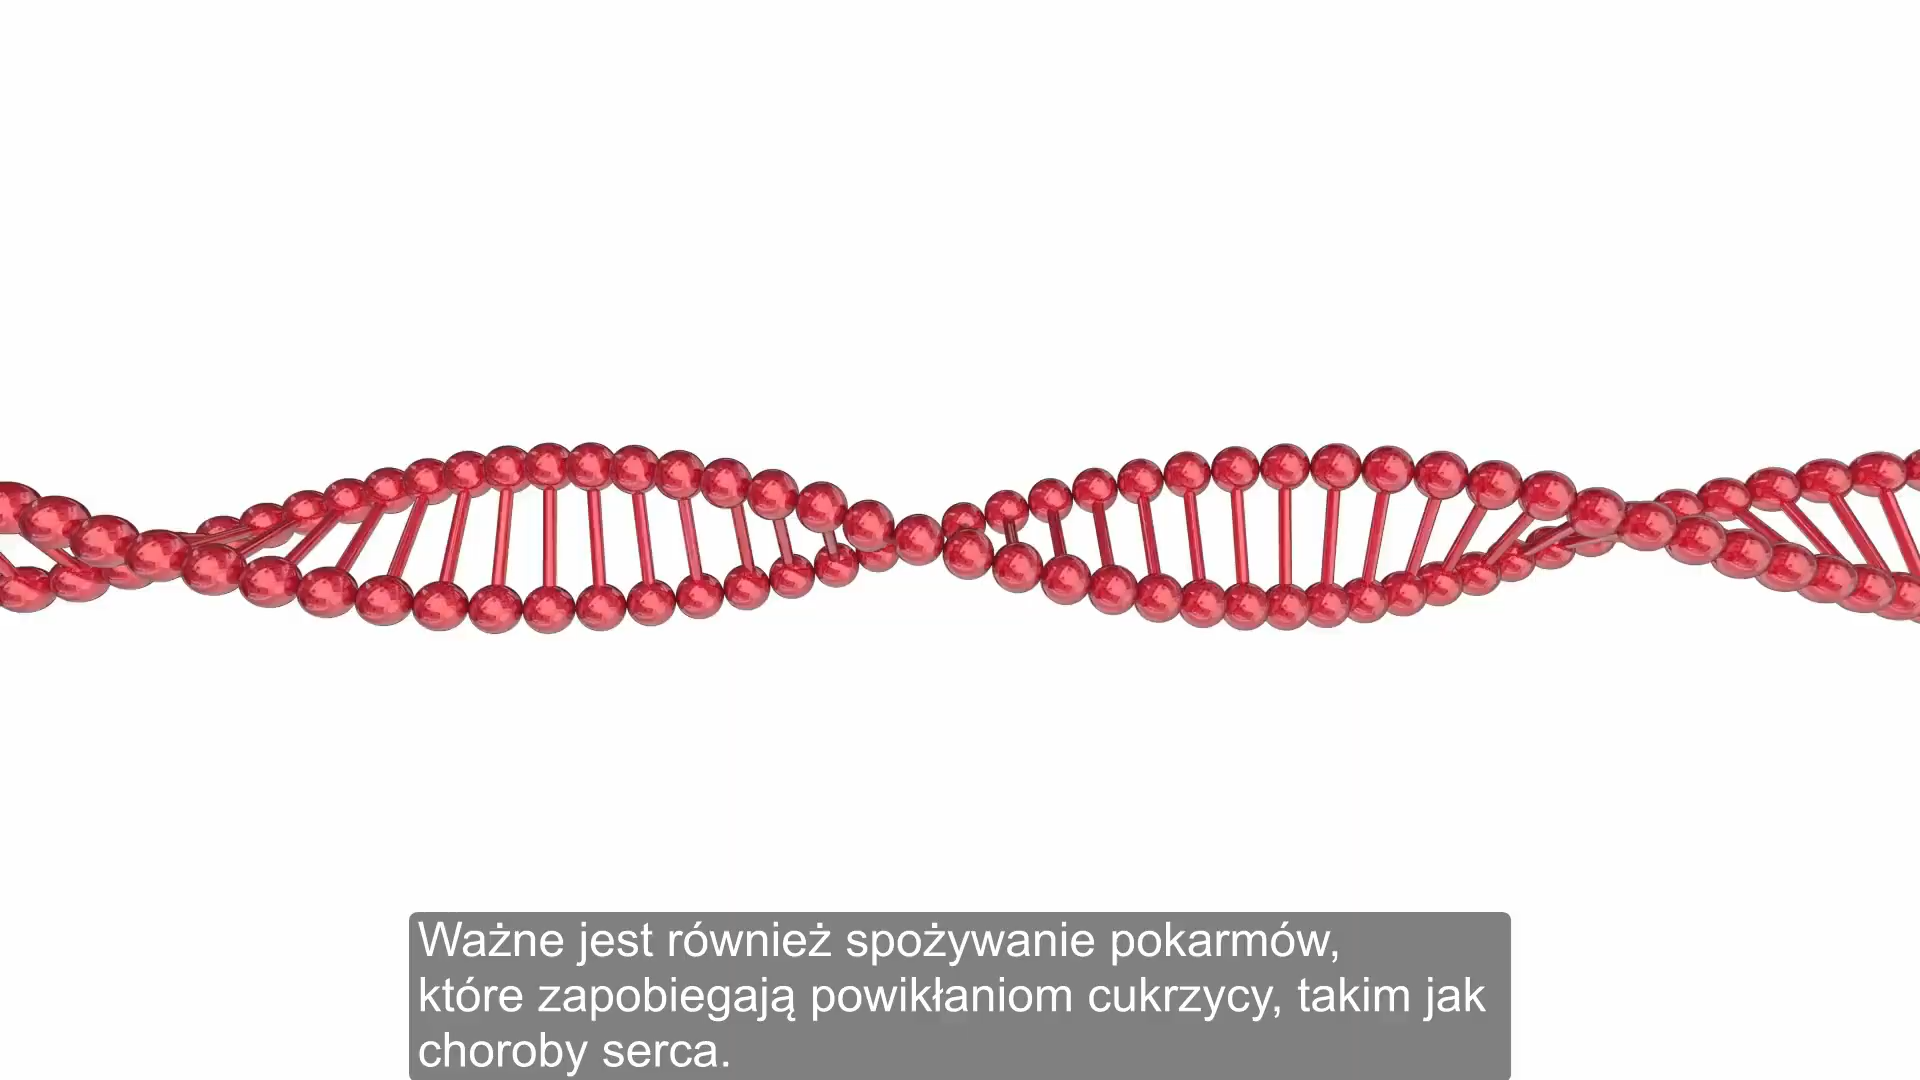 Ważne jest również spożywanie pokarmów,
które zapobiegają powikłaniom cukrzycy, takim jak
choroby serca.